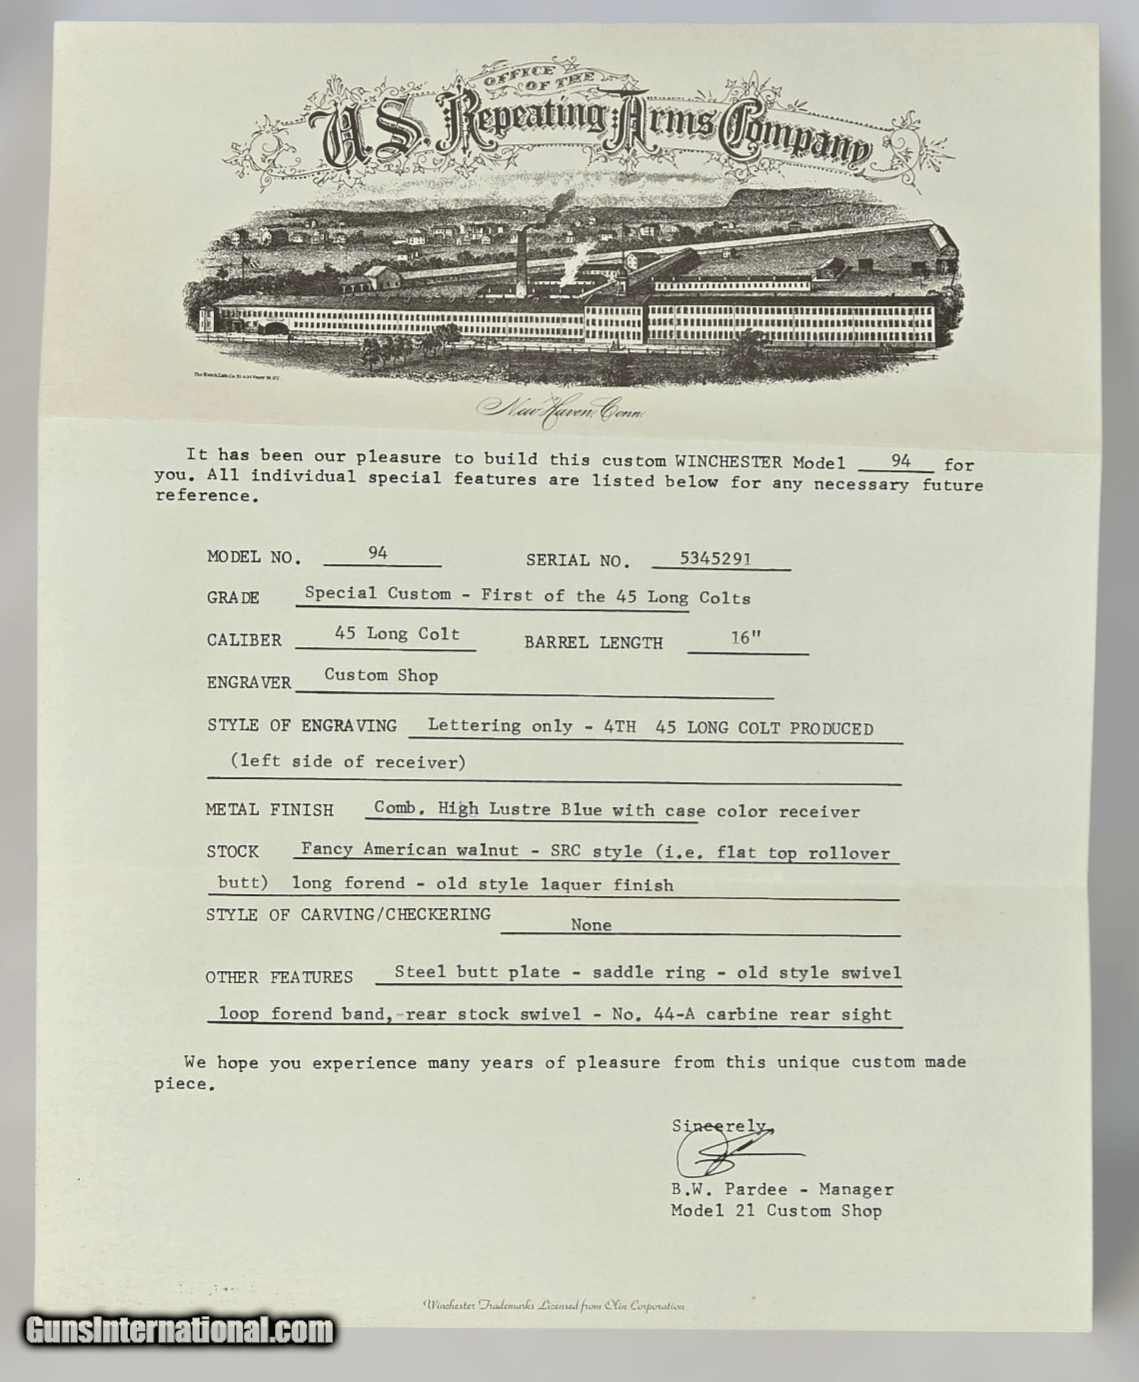 OFFICE
OF THE
U.S. Repeating Arms Company
New Haven, Conn.
It has been our pleasure to build this custom WINCHESTER Model 94 for
you. All individual special features are listed below for any necessary future
reference.
MODEL NO. 94 SERIAL NO. 5345291
GRADE Special Custom - First of the 45 Long Colts
CALIBER 45 Long Colt BARREL LENGTH 16"
ENGRAVER Custom Shop
STYLE OF ENGRAVING Lettering only - 4TH 45 LONG COLT PRODUCED
(left side of receiver)
METAL FINISH Comb. High Lustre Blue with case color receiver
STOCK Fancy American walnut - SRC style (i.e. flat top rollover
butt) long forend - old style laquer finish
STYLE OF CARVING/CHECKERING None
OTHER FEATURES Steel butt plate - saddle ring - old style swivel
loop forend band, rear stock swivel - No. 44-A carbine rear sight
We hope you experience many years of pleasure from this unique custom made
piece.
Sincerely,
B.W. Pardee - Manager
Model 21 Custom Shop
Winchester Trademarks Licensed from Olin Corporation
GunsInternational.com